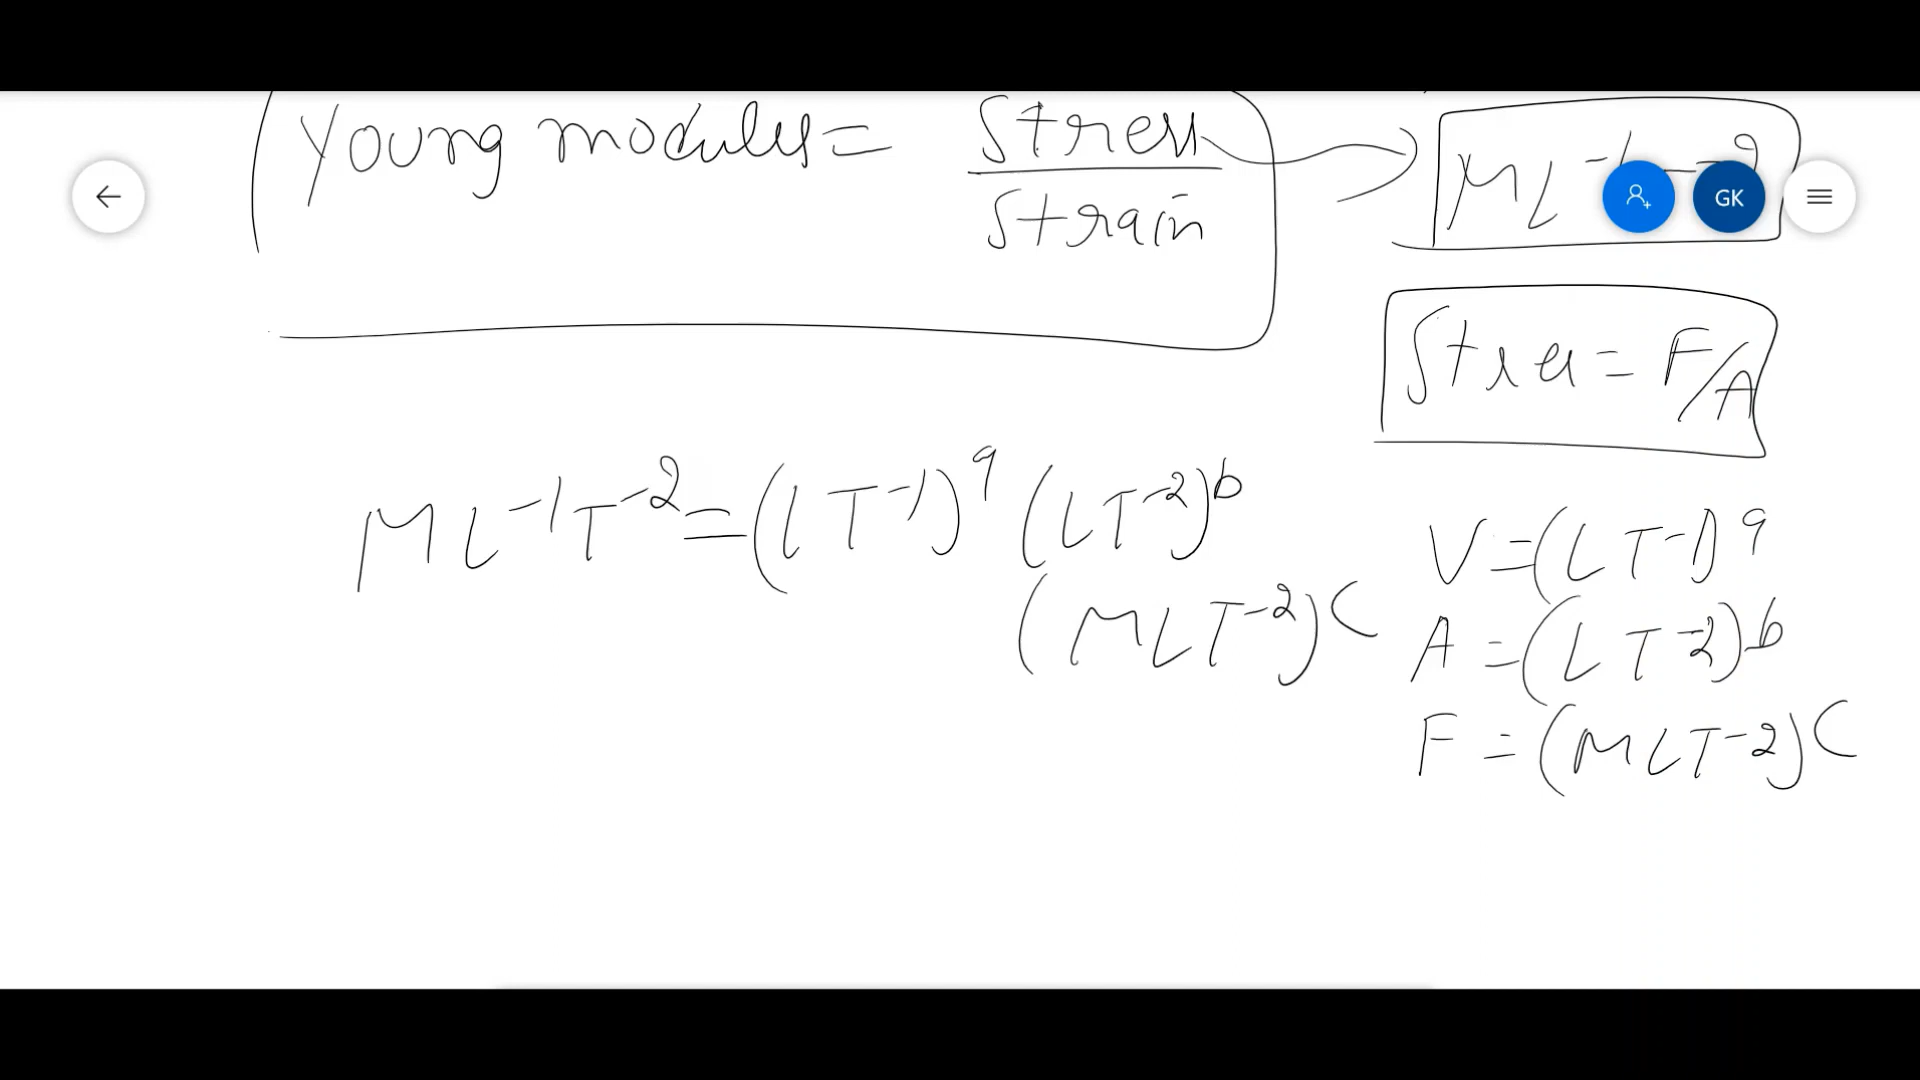 Young modulus = Stress / Strain
ML⁻¹
GK
Stress = F/A
ML⁻¹T⁻² = (LT⁻¹)ᵃ (LT⁻²)ᵇ
(MLT⁻²)ᶜ
V = (LT⁻¹)ᵃ
A = (LT⁻²)ᵇ
F = (MLT⁻²)ᶜ